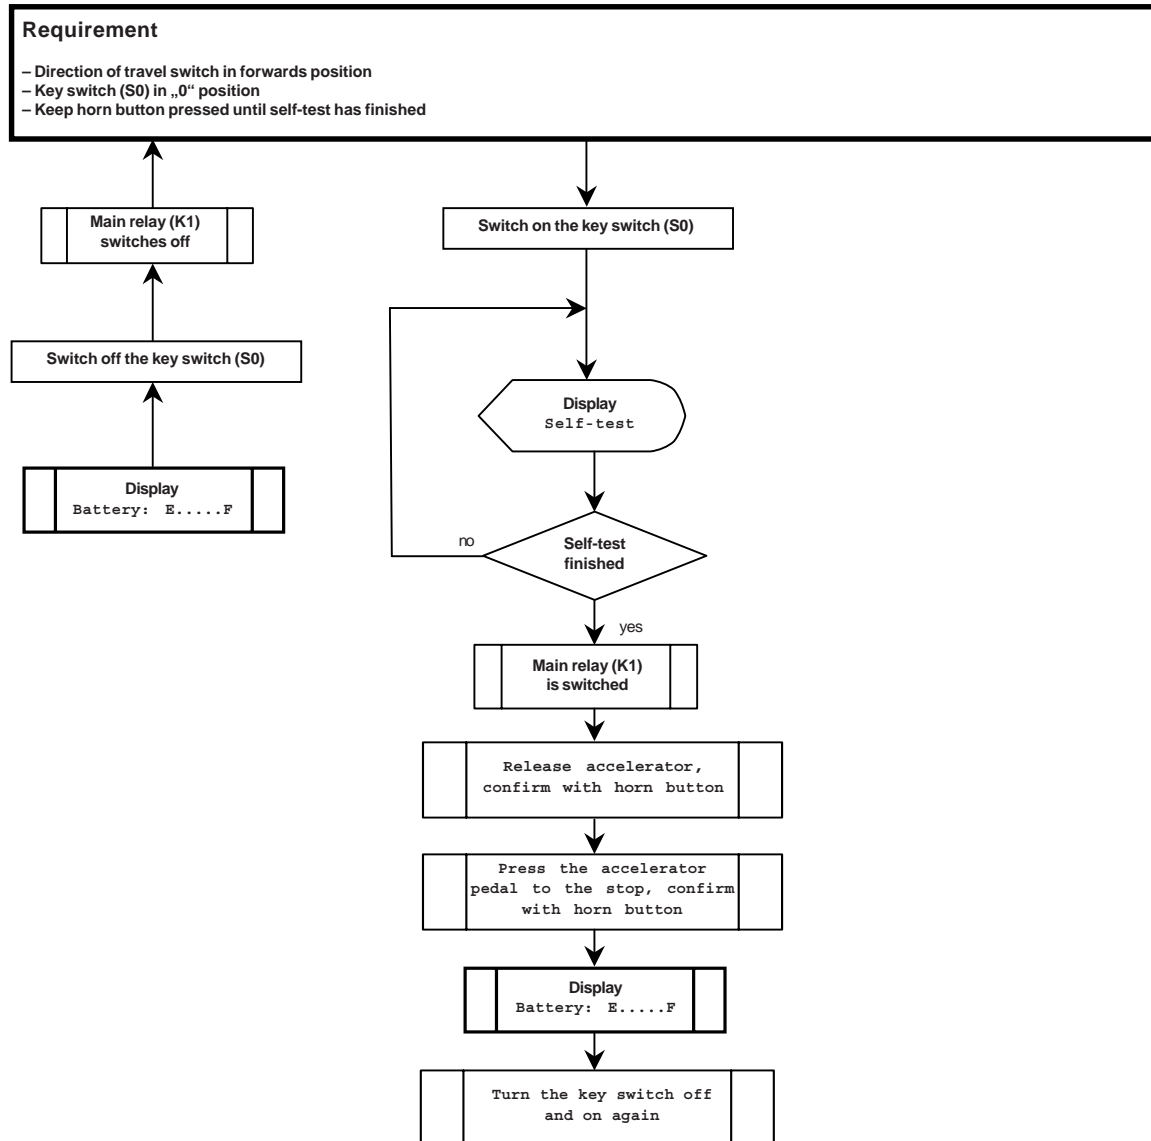 Requirement
– Direction of travel switch in forwards position
– Key switch (S0) in „0“ position
– Keep horn button pressed until self-test has finished
Main relay (K1)
switches off
Switch off the key switch (S0)
Display
Battery: E.....F
Switch on the key switch (S0)
Display
Self-test
Self-test
finished
no
yes
Main relay (K1)
is switched
Release accelerator,
confirm with horn button
Press the accelerator
pedal to the stop, confirm
with horn button
Display
Battery: E.....F
Turn the key switch off
and on again